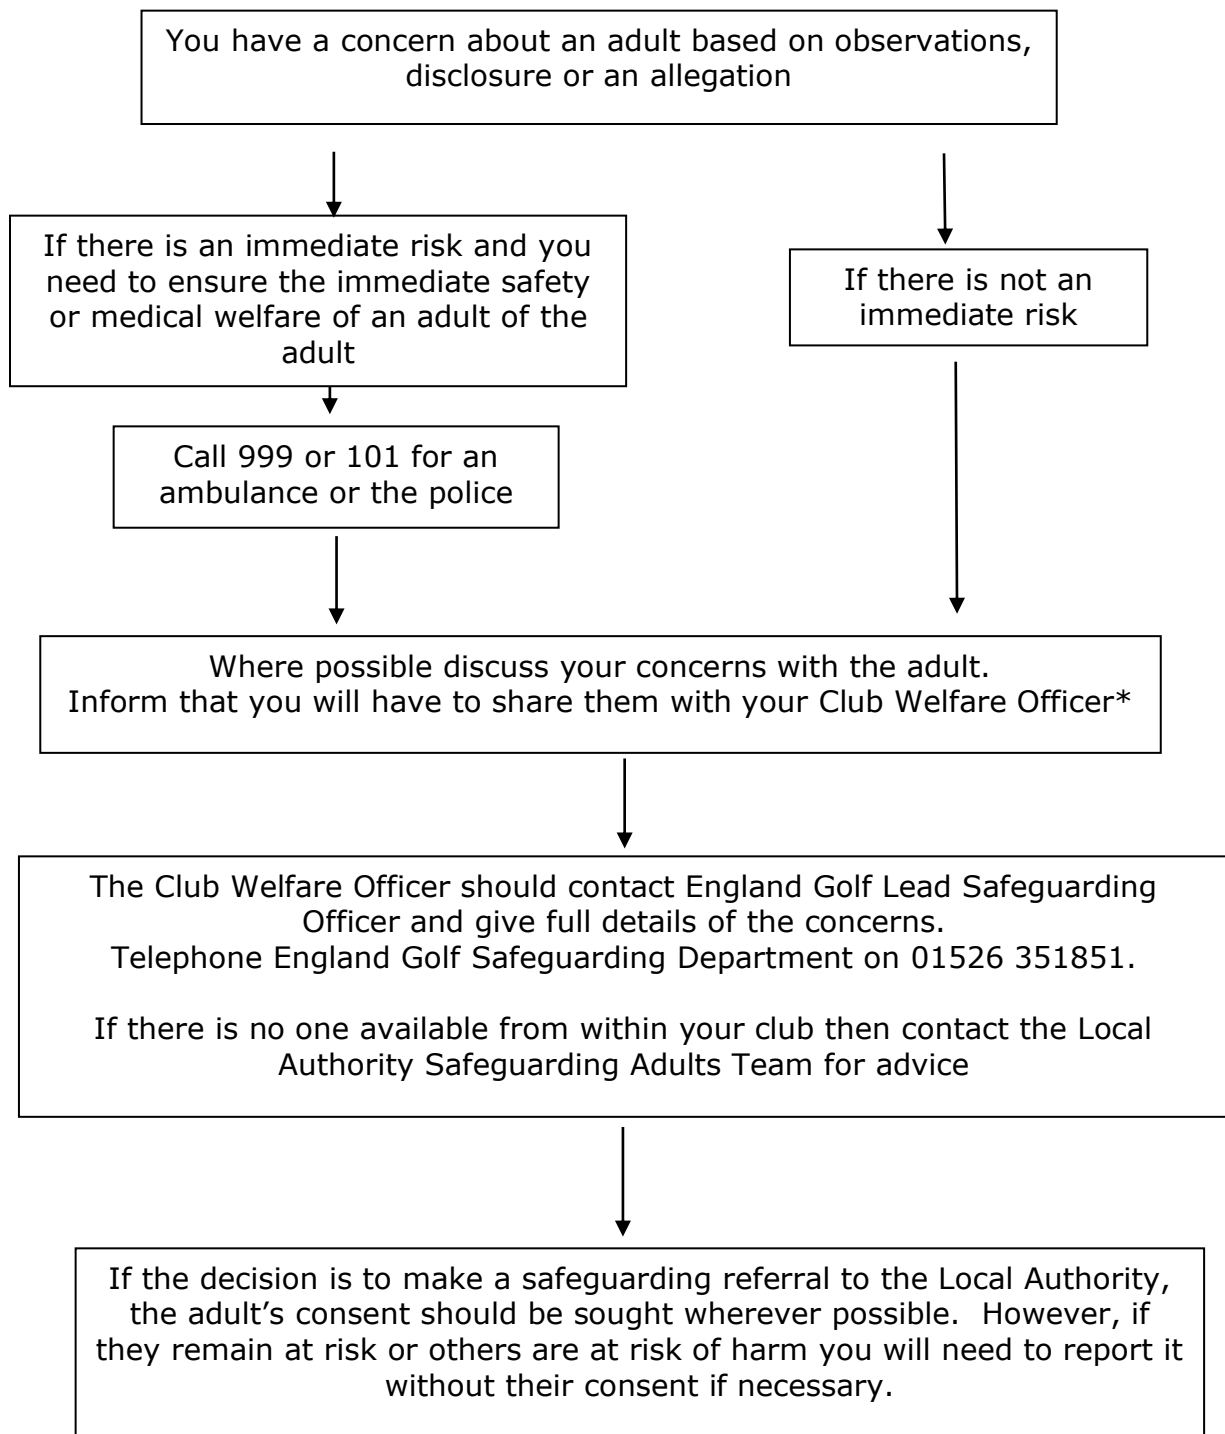 You have a concern about an adult based on observations,
disclosure or an allegation
If there is an immediate risk and you
need to ensure the immediate safety
or medical welfare of an adult of the
adult
If there is not an
immediate risk
Call 999 or 101 for an
ambulance or the police
Where possible discuss your concerns with the adult.
Inform that you will have to share them with your Club Welfare Officer*
The Club Welfare Officer should contact England Golf Lead Safeguarding
Officer and give full details of the concerns.
Telephone England Golf Safeguarding Department on 01526 351851.
If there is no one available from within your club then contact the Local
Authority Safeguarding Adults Team for advice
If the decision is to make a safeguarding referral to the Local Authority,
the adult’s consent should be sought wherever possible.  However, if
they remain at risk or others are at risk of harm you will need to report it
without their consent if necessary.